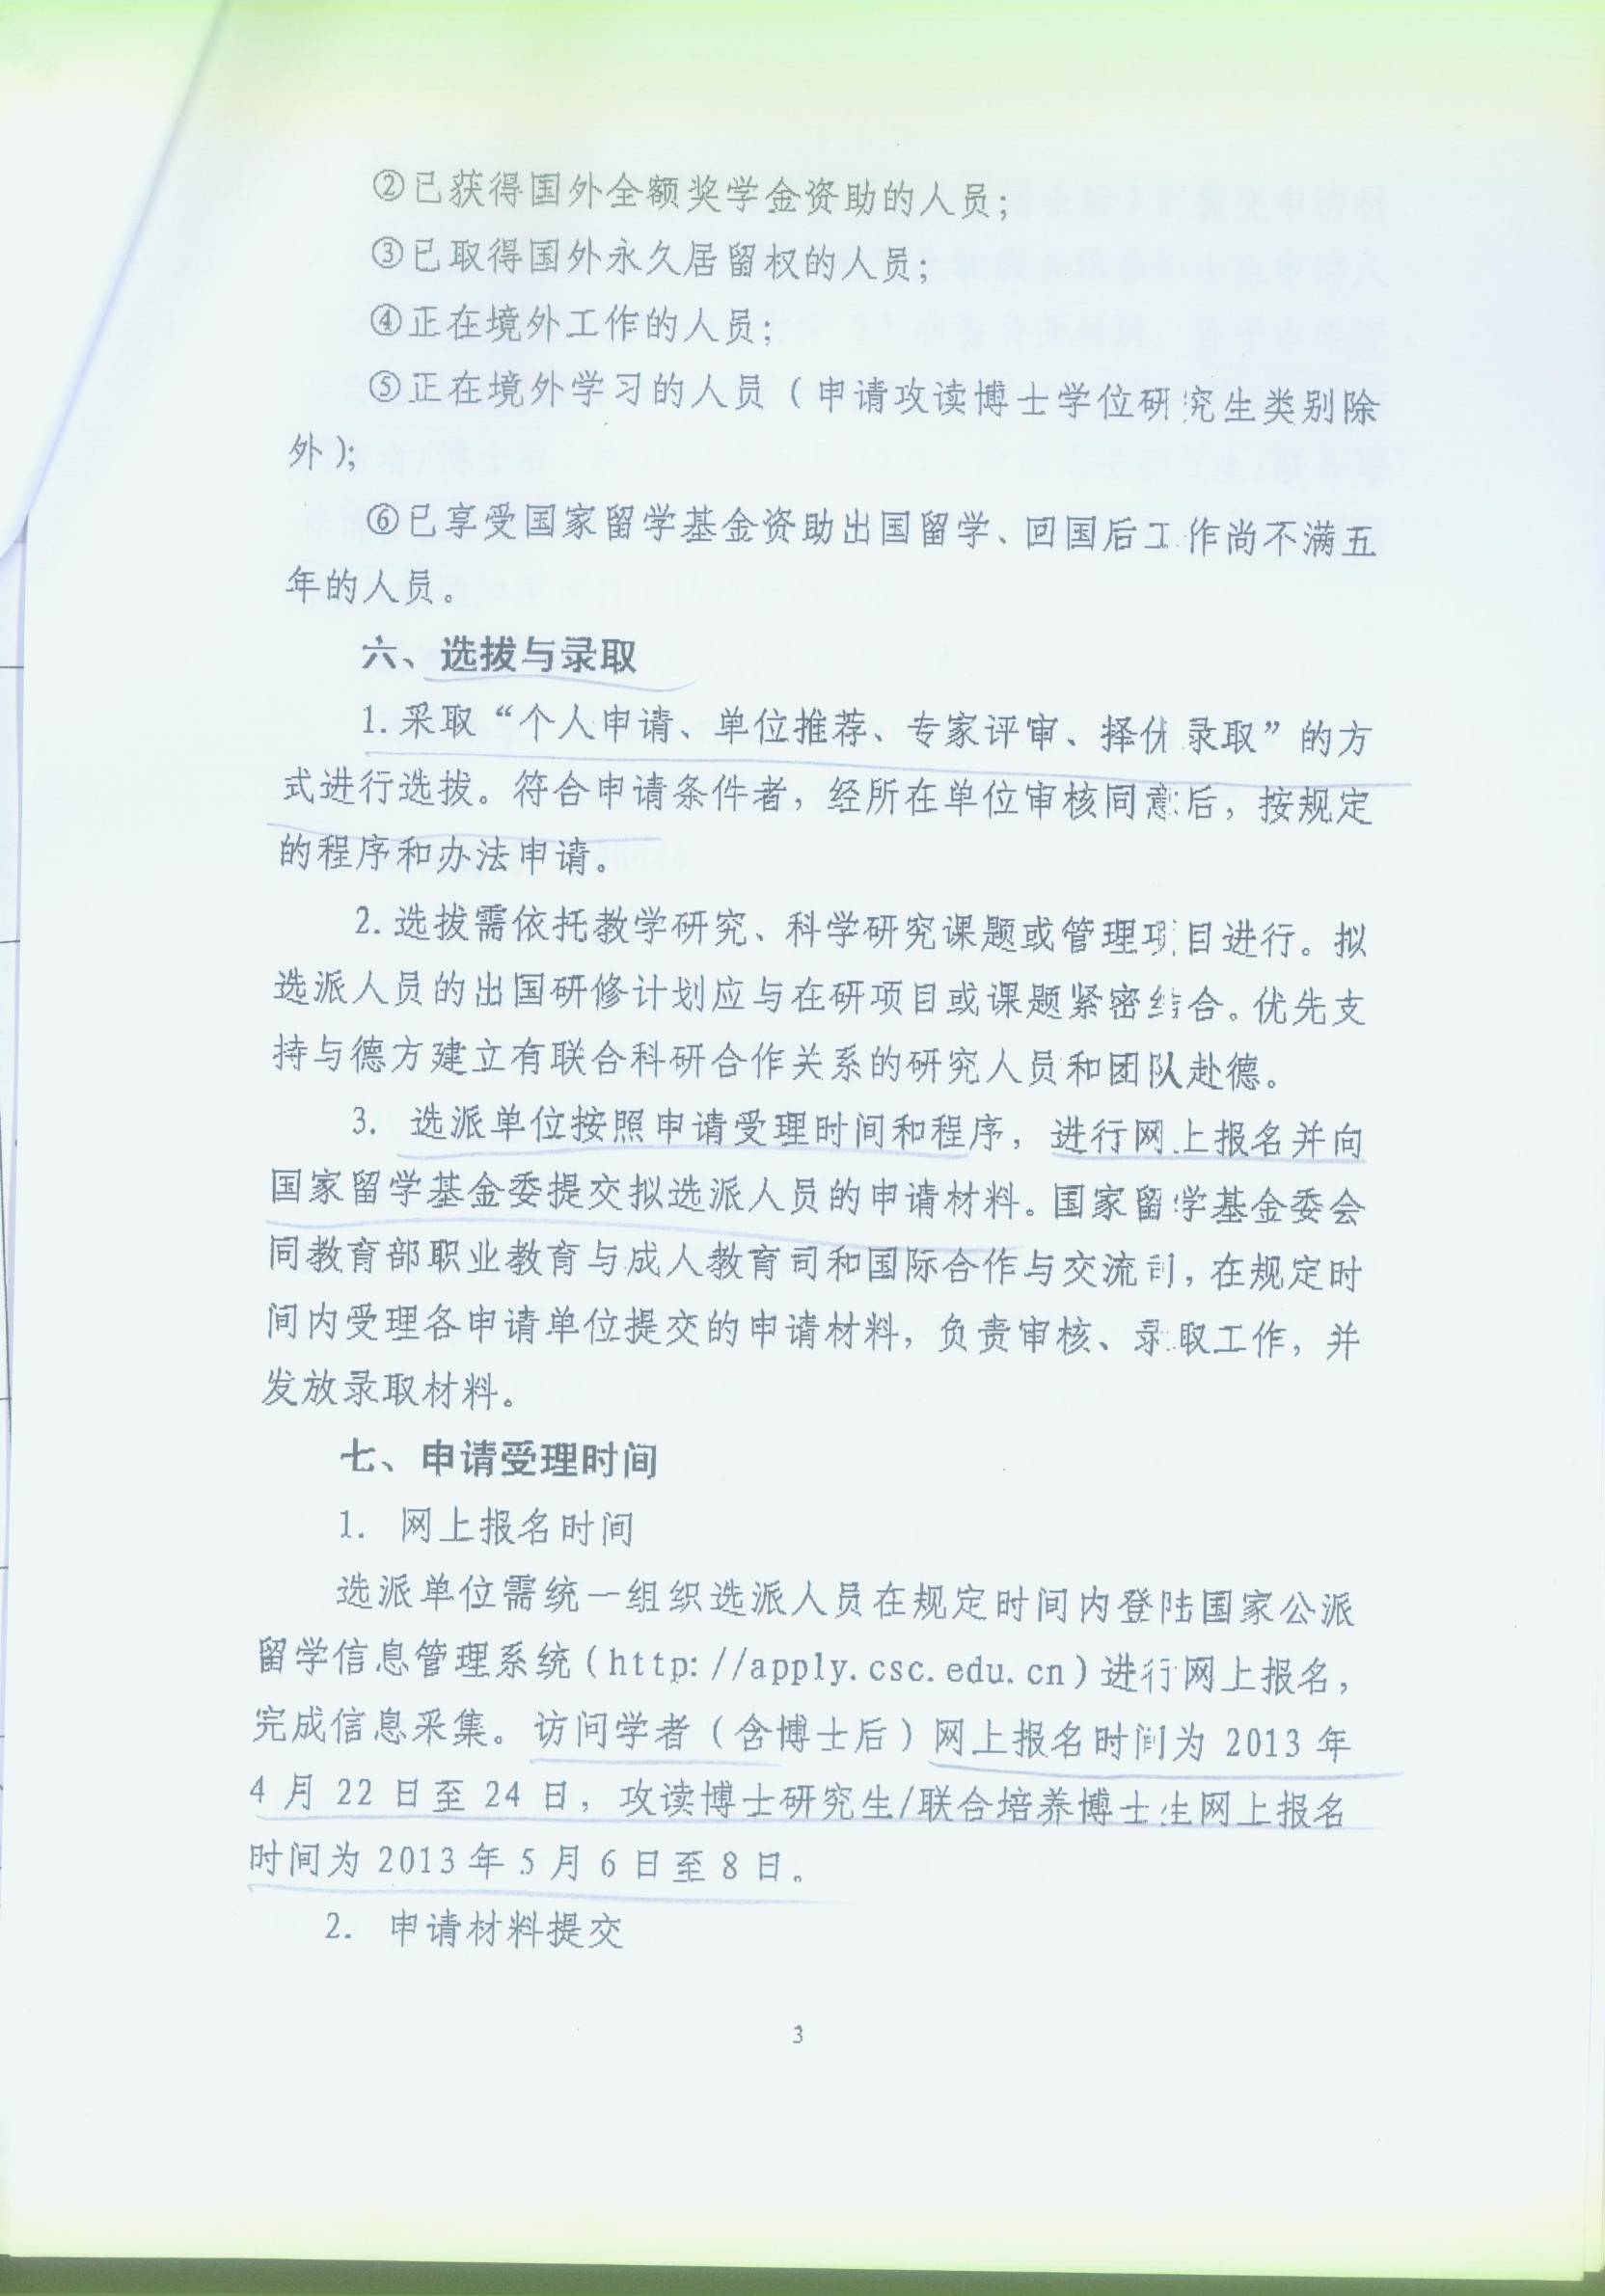 ②已获得国外全额奖学金资助的人员；
③已取得国外永久居留权的人员；
④正在境外工作的人员；
⑤正在境外学习的人员（申请攻读博士学位研究生类别除
外）；
⑥已享受国家留学基金资助出国留学、回国后工作尚不满五
年的人员。
六、选拔与录取
1.采取“个人申请、单位推荐、专家评审、择优录取”的方
式进行选拔。符合申请条件者，经所在单位审核同意后，按规定
的程序和办法申请。
2.选拔需依托教学研究、科学研究课题或管理项目进行。拟
选派人员的出国研修计划应与在研项目或课题紧密结合。优先支
持与德方建立有联合科研合作关系的研究人员和团队赴德。
3. 选派单位按照申请受理时间和程序，进行网上报名并向
国家留学基金委提交拟选派人员的申请材料。国家留学基金委会
同教育部职业教育与成人教育司和国际合作与交流司，在规定时
间内受理各申请单位提交的申请材料，负责审核、录取工作，并
发放录取材料。
七、申请受理时间
1. 网上报名时间
选派单位需统一组织选派人员在规定时间内登陆国家公派
留学信息管理系统（http://apply.csc.edu.cn）进行网上报名，
完成信息采集。访问学者（含博士后）网上报名时间为 2013 年
4 月 22 日至 24 日，攻读博士研究生/联合培养博士生网上报名
时间为 2013 年 5 月 6 日至 8 日。
2. 申请材料提交
3